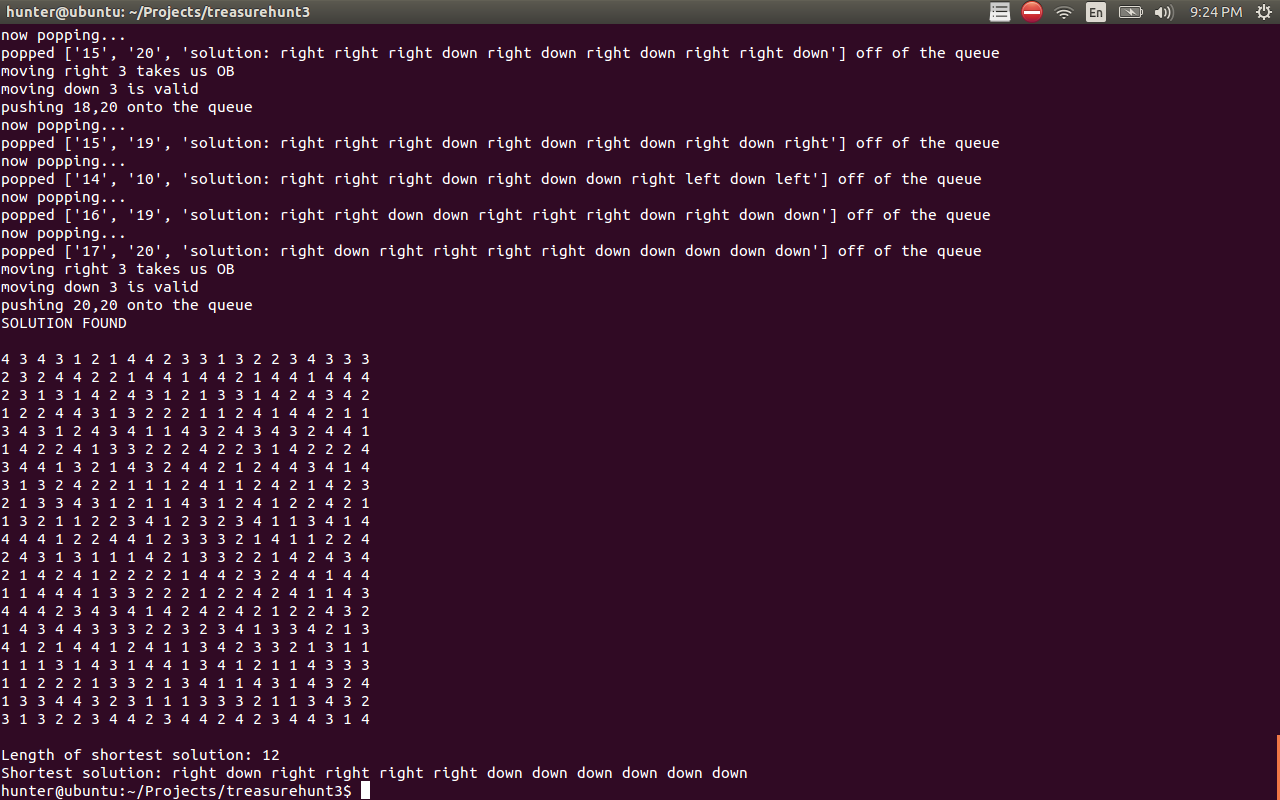 hunter@ubuntu: ~/Projects/treasurehunt3 En 9:24 PM
now popping...
popped ['15', '20', 'solution: right right right down right down right down right right down'] off of the queue
moving right 3 takes us OB
moving down 3 is valid
pushing 18,20 onto the queue
now popping...
popped ['15', '19', 'solution: right right right down right down right down right down right'] off of the queue
now popping...
popped ['14', '10', 'solution: right right right down right down down right left down left'] off of the queue
now popping...
popped ['16', '19', 'solution: right right down down right right right down right down down'] off of the queue
now popping...
popped ['17', '20', 'solution: right down right right right right down down down down down'] off of the queue
moving right 3 takes us OB
moving down 3 is valid
pushing 20,20 onto the queue
SOLUTION FOUND
4 3 4 3 1 2 1 4 4 2 3 3 1 3 2 2 3 4 3 3 3
2 3 2 4 4 2 2 1 4 4 1 4 4 2 1 4 4 1 4 4 4
2 3 1 3 1 4 2 4 3 1 2 1 3 3 1 4 2 4 3 4 2
1 2 2 4 4 3 1 3 2 2 2 1 1 2 4 1 4 4 2 1 1
3 4 3 1 2 4 3 4 1 1 4 3 2 4 3 4 3 2 4 4 1
1 4 2 2 4 1 3 3 2 2 2 4 2 2 3 1 4 2 2 2 4
3 4 4 1 3 2 1 4 3 2 4 4 2 1 2 4 4 3 4 1 4
3 1 3 2 4 2 2 1 1 1 2 4 1 1 2 4 2 1 4 2 3
2 1 3 3 4 3 1 2 1 1 4 3 1 2 4 1 2 2 4 2 1
1 3 2 1 1 2 2 3 4 1 2 3 2 3 4 1 1 3 4 1 4
4 4 4 1 2 2 4 4 1 2 3 3 3 2 1 4 1 1 2 2 4
2 4 3 1 3 1 1 1 4 2 1 3 3 2 2 1 4 2 4 3 4
2 1 4 2 4 1 2 2 2 2 1 4 4 2 3 2 4 4 1 4 4
1 1 4 4 4 1 3 3 2 2 2 1 2 2 4 2 4 1 1 4 3
4 4 4 2 3 4 3 4 1 4 2 4 2 4 2 1 2 2 4 3 2
1 4 3 4 4 3 3 3 2 2 3 2 3 4 1 3 3 4 2 1 3
4 1 2 1 4 4 1 2 4 1 1 3 4 2 3 3 2 1 3 1 1
1 1 1 3 1 4 3 1 4 4 1 3 4 1 2 1 1 4 3 3 3
1 1 2 2 2 1 3 3 2 1 3 4 1 1 4 3 1 4 3 2 4
1 3 3 4 4 3 2 3 1 1 1 3 3 3 2 1 1 3 4 3 2
3 1 3 2 2 3 4 4 2 3 4 4 2 4 2 3 4 4 3 1 4
Length of shortest solution: 12
Shortest solution: right down right right right right down down down down down down
hunter@ubuntu:~/Projects/treasurehunt3$